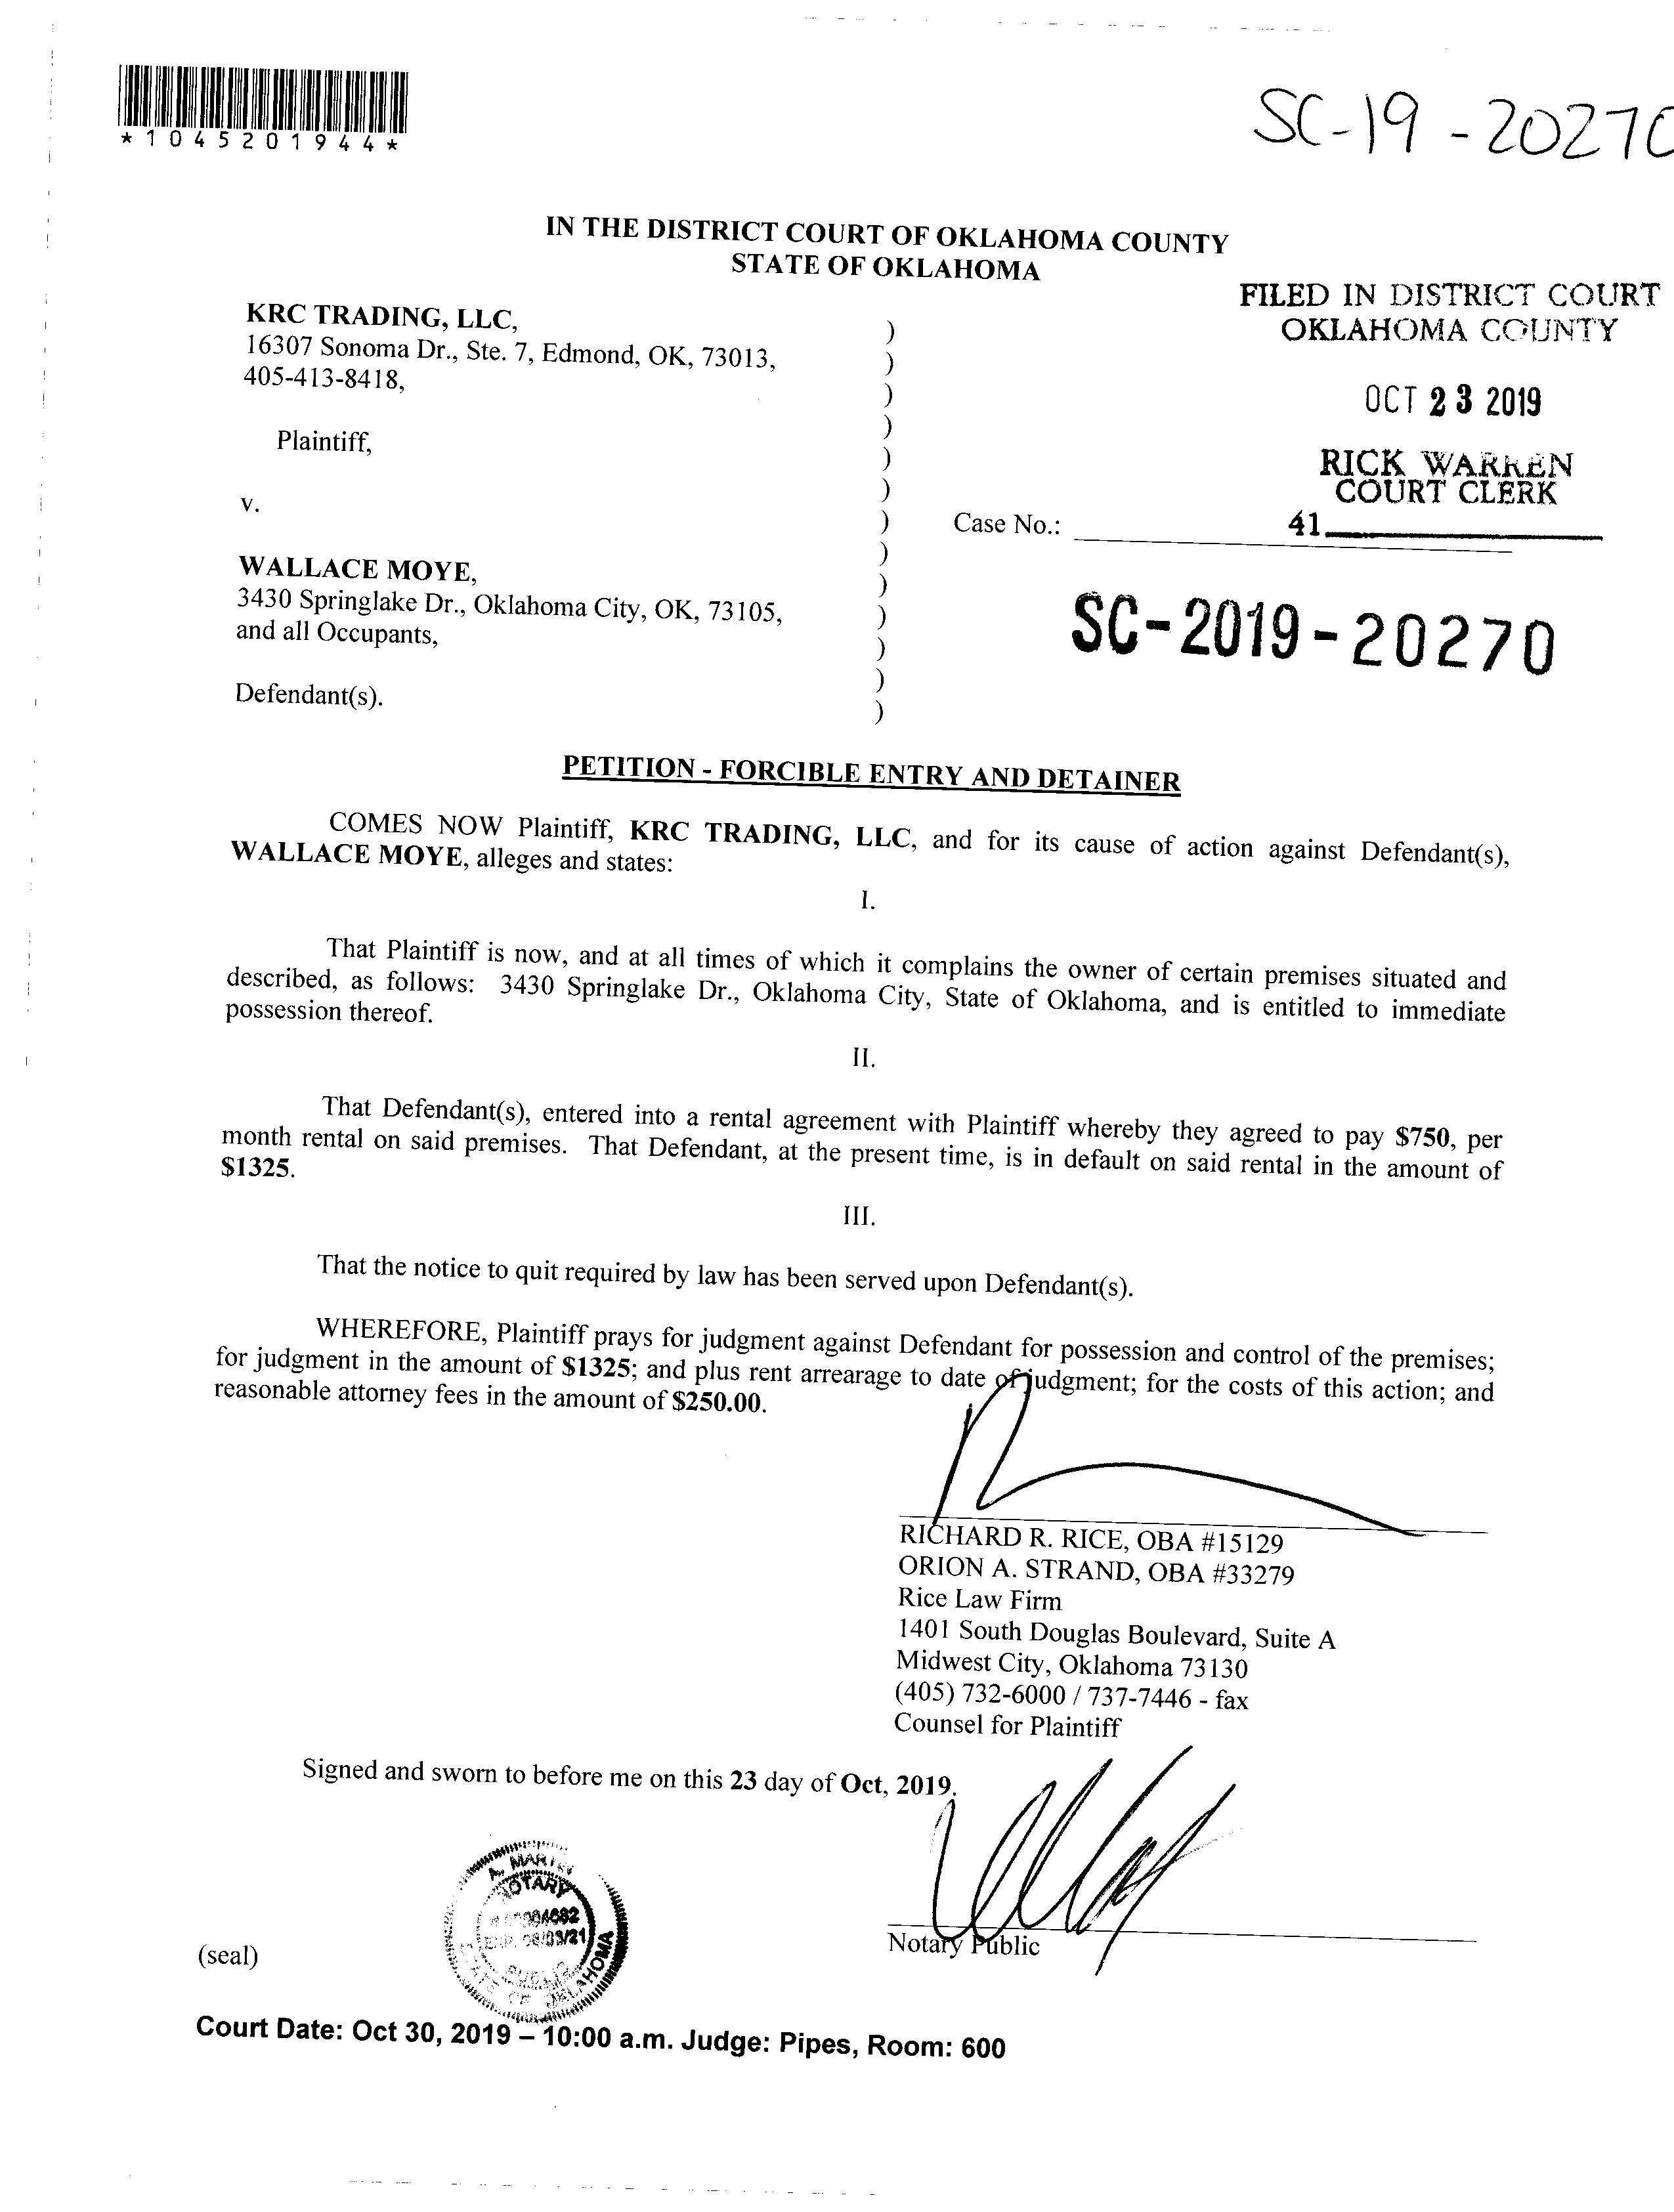 *1045201944*
SC-19-20270
IN THE DISTRICT COURT OF OKLAHOMA COUNTY
STATE OF OKLAHOMA
FILED IN DISTRICT COURT
OKLAHOMA COUNTY
OCT 23 2019
RICK WARREN
COURT CLERK
41
KRC TRADING, LLC,
16307 Sonoma Dr., Ste. 7, Edmond, OK, 73013,
405-413-8418,
Plaintiff,
v.
Case No.:
WALLACE MOYE,
3430 Springlake Dr., Oklahoma City, OK, 73105,
and all Occupants,
Defendant(s).
)
)
)
)
)
)
)
)
)
)
)
)
)
SC-2019-20270
PETITION - FORCIBLE ENTRY AND DETAINER
COMES NOW Plaintiff, KRC TRADING, LLC, and for its cause of action against Defendant(s),
WALLACE MOYE, alleges and states:
I.
That Plaintiff is now, and at all times of which it complains the owner of certain premises situated and
described, as follows: 3430 Springlake Dr., Oklahoma City, State of Oklahoma, and is entitled to immediate
possession thereof.
II.
That Defendant(s), entered into a rental agreement with Plaintiff whereby they agreed to pay $750, per
month rental on said premises. That Defendant, at the present time, is in default on said rental in the amount of
$1325.
III.
That the notice to quit required by law has been served upon Defendant(s).
WHEREFORE, Plaintiff prays for judgment against Defendant for possession and control of the premises;
for judgment in the amount of $1325; and plus rent arrearage to date of judgment; for the costs of this action; and
reasonable attorney fees in the amount of $250.00.
RICHARD R. RICE, OBA #15129
ORION A. STRAND, OBA #33279
Rice Law Firm
1401 South Douglas Boulevard, Suite A
Midwest City, Oklahoma 73130
(405) 732-6000 / 737-7446 - fax
Counsel for Plaintiff
Signed and sworn to before me on this 23 day of Oct, 2019.
NOTARY
OKLAHOMA
Notary Public
(seal)
Court Date: Oct 30, 2019 – 10:00 a.m. Judge: Pipes, Room: 600